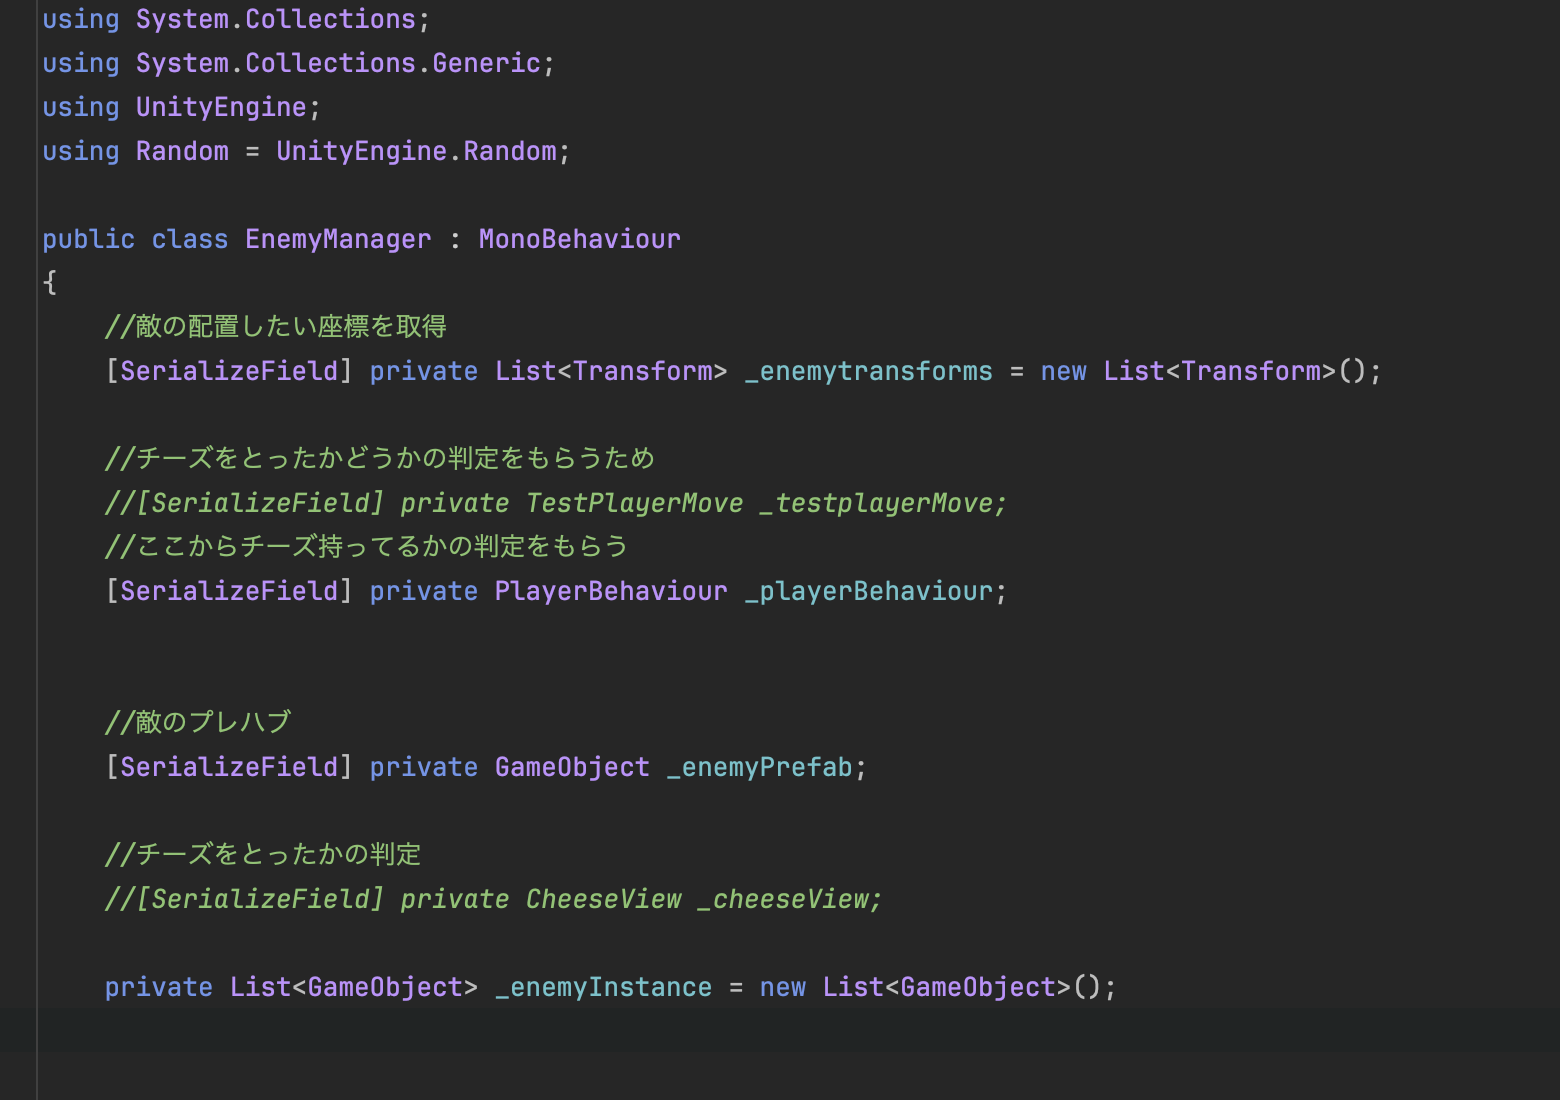 using System.Collections;
using System.Collections.Generic;
using UnityEngine;
using Random = UnityEngine.Random;
public class EnemyManager : MonoBehaviour
{
//敵の配置したい座標を取得
[SerializeField] private List<Transform> _enemytransforms = new List<Transform>();
//チーズをとったかどうかの判定をもらうため
//[SerializeField] private TestPlayerMove _testplayerMove;
//ここからチーズ持ってるかの判定をもらう
[SerializeField] private PlayerBehaviour _playerBehaviour;
//敵のプレハブ
[SerializeField] private GameObject _enemyPrefab;
//チーズをとったかの判定
//[SerializeField] private CheeseView _cheeseView;
private List<GameObject> _enemyInstance = new List<GameObject>();